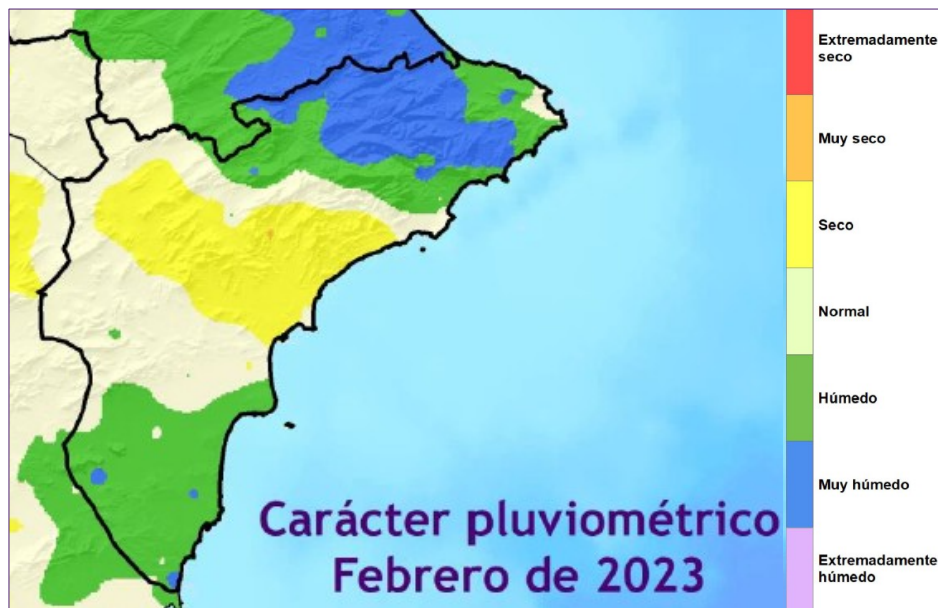 Extremadamente
seco
Muy seco
Seco
Normal
Húmedo
Muy húmedo
Extremadamente
húmedo
Carácter pluviométrico
Febrero de 2023